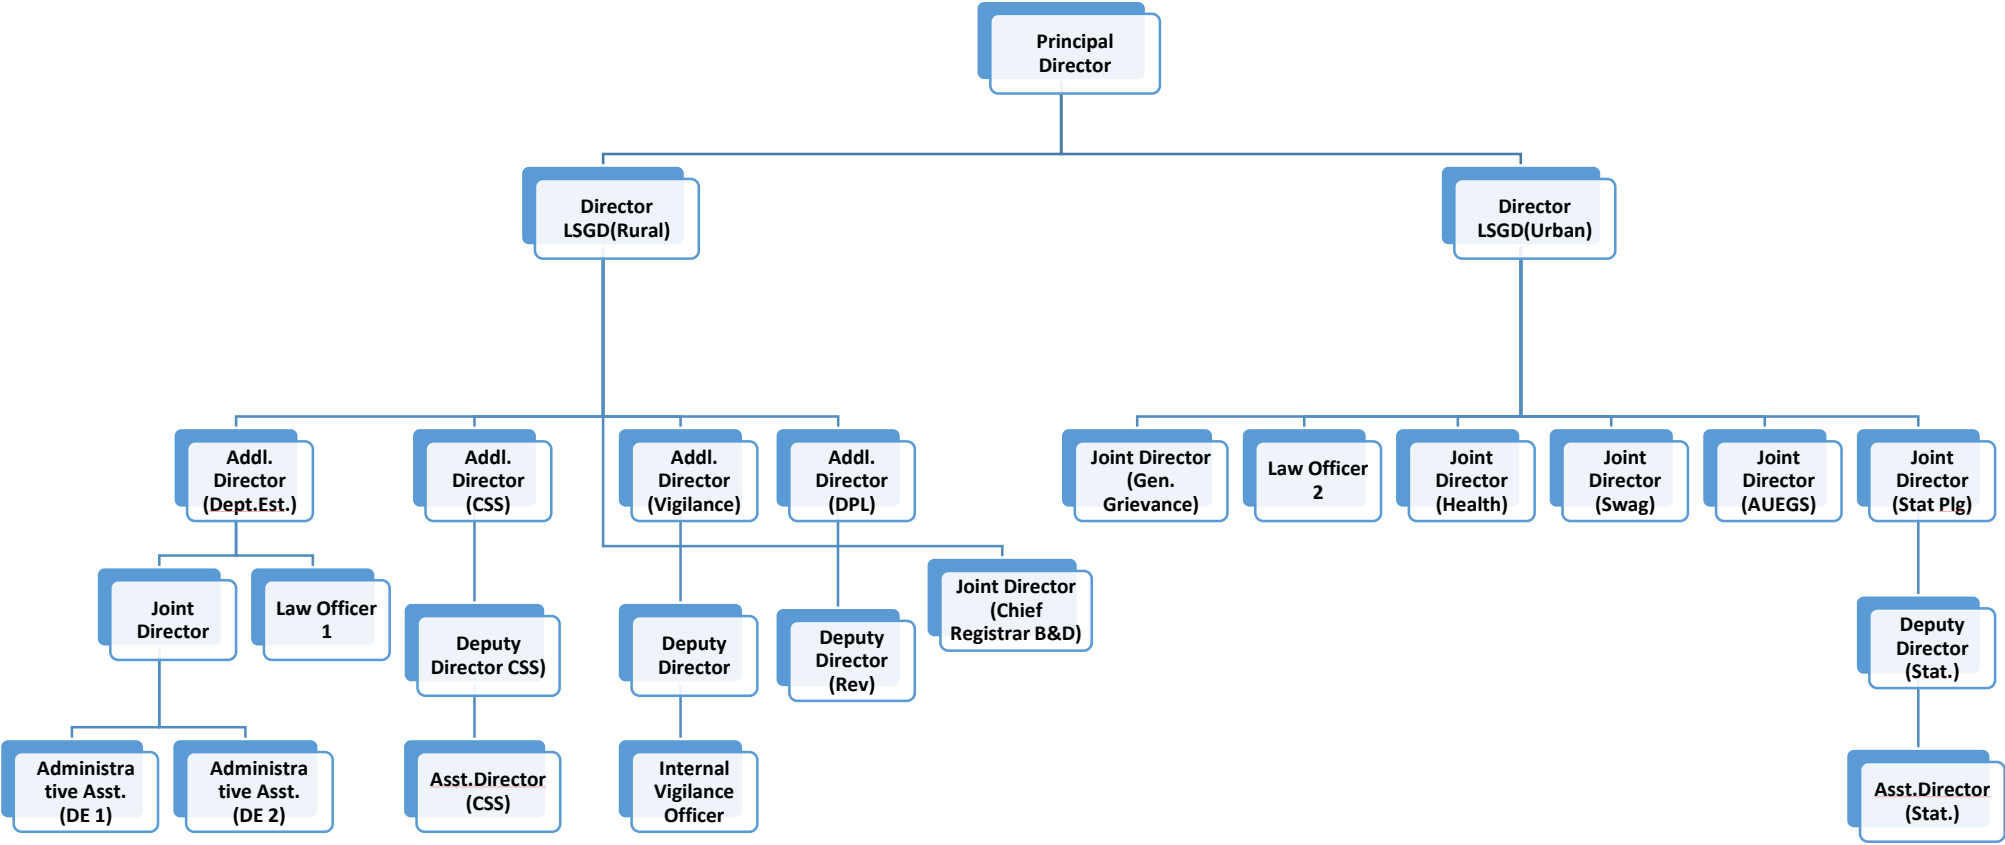 Principal
Director
Director
LSGD(Rural)
Director
LSGD(Urban)
Addl.
Director
(Dept.Est.)
Addl.
Director
(CSS)
Addl.
Director
(Vigilance)
Addl.
Director
(DPL)
Joint Director
(Gen.
Grievance)
Law Officer
2
Joint
Director
(Health)
Joint
Director
(Swag)
Joint
Director
(AUEGS)
Joint
Director
(Stat Plg)
Joint
Director
Law Officer
1
Deputy
Director CSS)
Deputy
Director
Deputy
Director
(Rev)
Joint Director
(Chief
Registrar B&D)
Deputy
Director
(Stat.)
Administra
tive Asst.
(DE 1)
Administra
tive Asst.
(DE 2)
Asst.Director
(CSS)
Internal
Vigilance
Officer
Asst.Director
(Stat.)